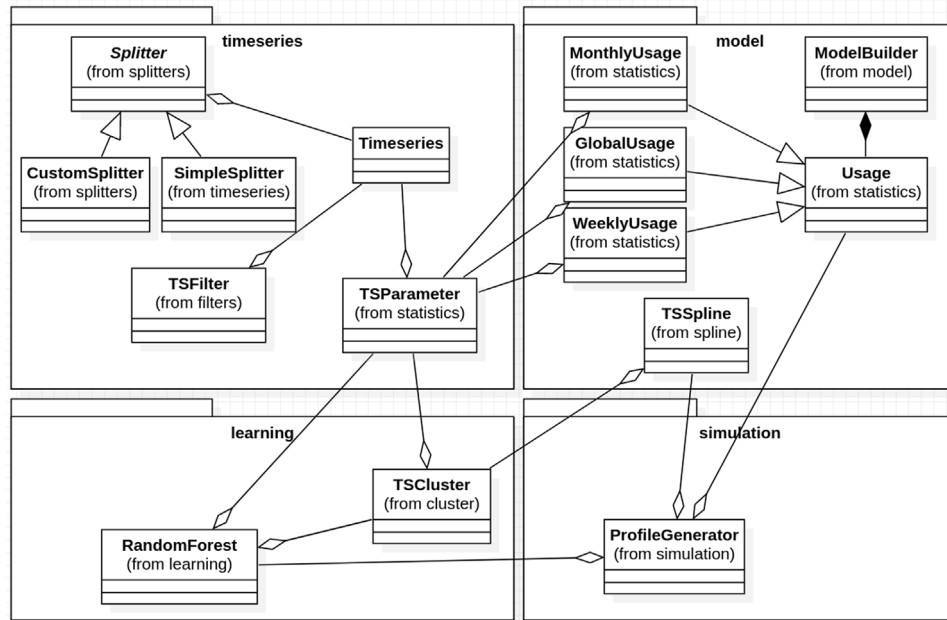 timeseries
Splitter
(from splitters)
CustomSplitter
(from splitters)
SimpleSplitter
(from timeseries)
Timeseries
TSFilter
(from filters)
TSParameter
(from statistics)
model
MonthlyUsage
(from statistics)
ModelBuilder
(from model)
GlobalUsage
(from statistics)
Usage
(from statistics)
WeeklyUsage
(from statistics)
TSSpline
(from spline)
learning
TSCluster
(from cluster)
RandomForest
(from learning)
simulation
ProfileGenerator
(from simulation)